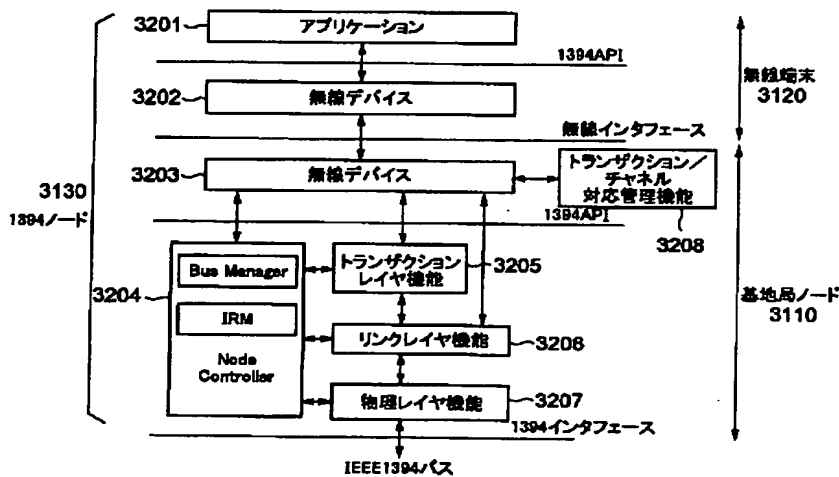 3201
アプリケーション
1394API
無線端末
3120
3202
無線デバイス
無線インタフェース
3203
無線デバイス
トランザクション／
チャネル
対応管理機能
3208
3130
1394ノード
1394API
3204
Bus Manager
IRM
Node
Controller
トランザクション
レイヤ機能
3205
リンクレイヤ機能
3206
物理レイヤ機能
3207
基地局ノード
3110
1394インタフェース
IEEE1394バス